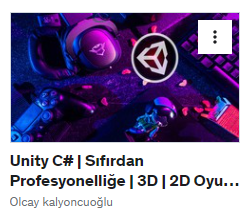 Unity C# | Sıfırdan
Profesyonelliğe | 3D | 2D Oyu...
Olcay kalyoncuoğlu